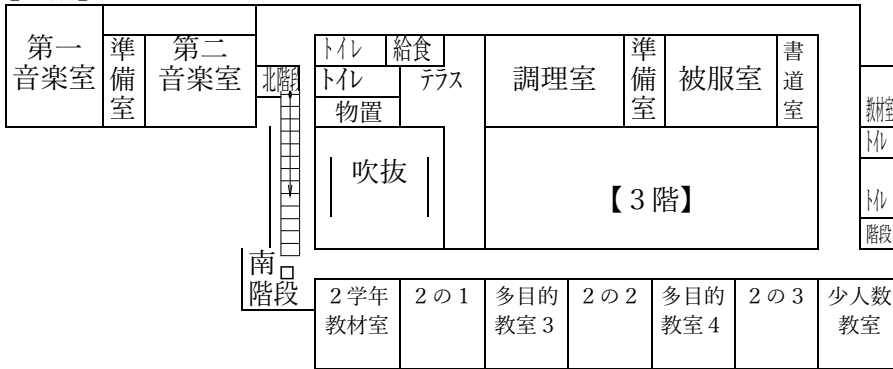 第一
音楽室
準
備
室
第二
音楽室
北階段
トイレ
給食
トイレ
テラス
物置
調理室
準
備
室
被服室
書
道
室
教材室
トイレ
トイレ
階段
吹抜
【３階】
南
階段
２学年
教材室
２の１
多目的
教室３
２の２
多目的
教室４
２の３
少人数
教室